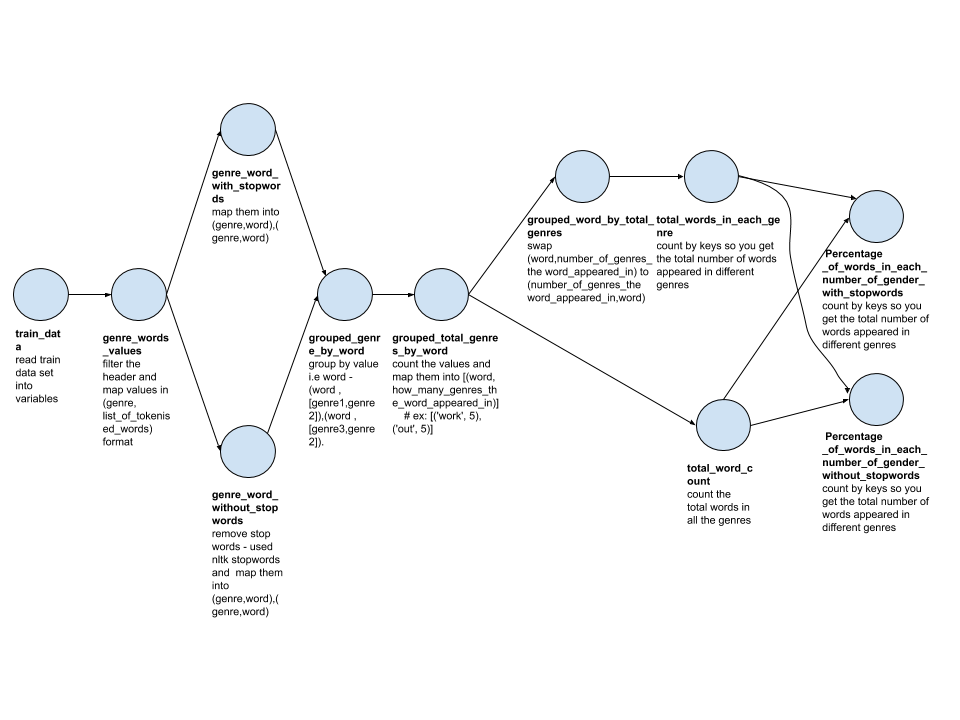 train_dat
a
read train
data set
into
variables
genre_words
_values
filter the
header and
map values in
(genre,
list_of_tokenis
ed_words)
format
genre_word_
with_stopwor
ds
map them into
(genre,word),(
genre,word)
genre_word_
without_stop
words
remove stop
words - used
nltk stopwords
and  map them
into
(genre,word),(
genre,word)
grouped_genr
e_by_word
group by value
i.e word -
(word ,
[genre1,genre
2]),(word ,
[genre3,genre
2]).
grouped_total_genre
s_by_word
count the values and
map them into [(word,
how_many_genres_th
e_word_appeared_in)]
# ex: [('work', 5),
('out', 5)]
grouped_word_by_total_
genres
swap
(word,number_of_genres_
the word_appeared_in) to
(number_of_genres_the
word_appeared_in,word)
total_words_in_each_ge
nre
count by keys so you get
the total number of words
appeared in different
genres
total_word_c
ount
count the
total words in
all the genres
Percentage
_of_words_in_each_
number_of_gender_
with_stopwords
count by keys so you
get the total number of
words appeared in
different genres
Percentage
_of_words_in_each_
number_of_gender_
without_stopwords
count by keys so you
get the total number of
words appeared in
different genres